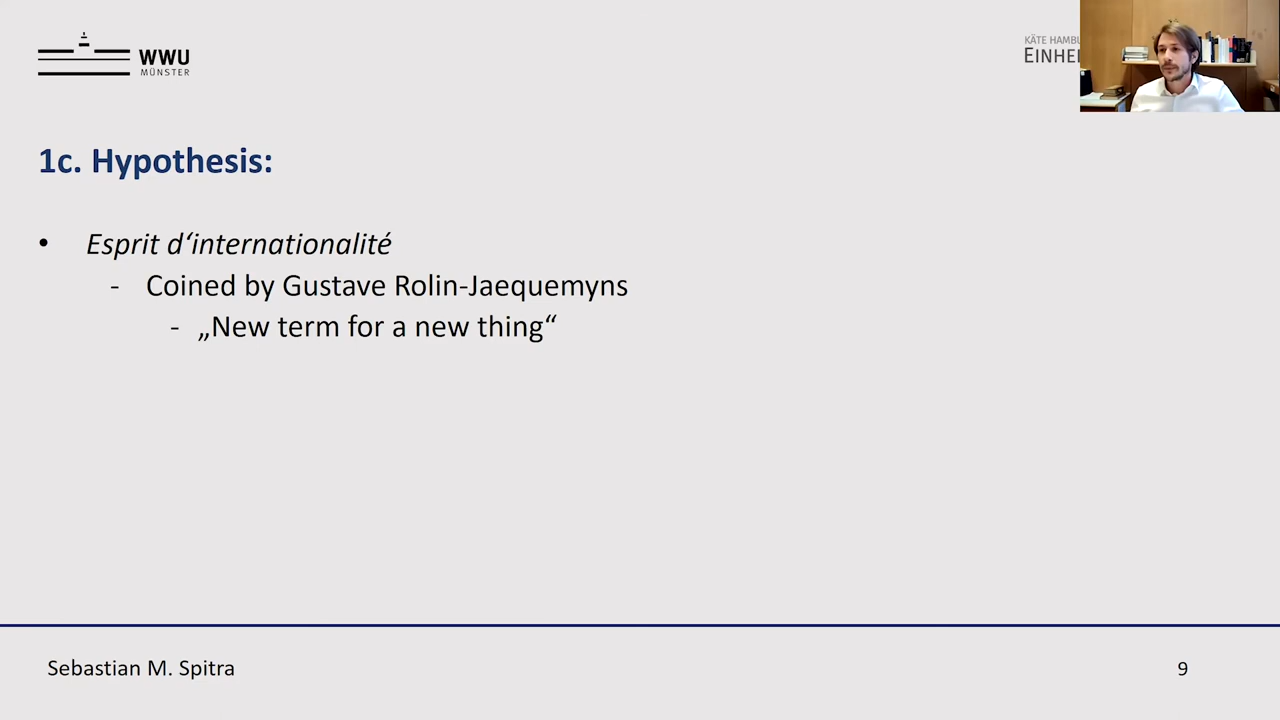 WWU
MÜNSTER
KÄTE HAMBU
EINHEI
1c. Hypothesis:
• Esprit d‘internationalité
- Coined by Gustave Rolin-Jaequemyns
- „New term for a new thing“
Sebastian M. Spitra
9